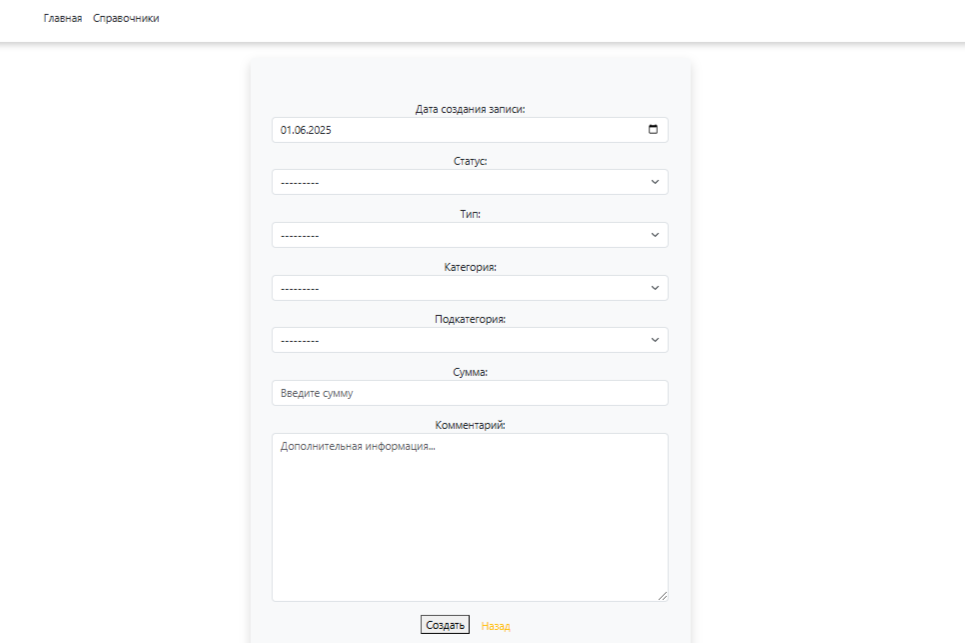 Главная Справочники
Дата создания записи:
01.06.2025
Статус:
---------
Тип:
---------
Категория:
---------
Подкатегория:
---------
Сумма:
Введите сумму
Комментарий:
Дополнительная информация...
Создать Назад